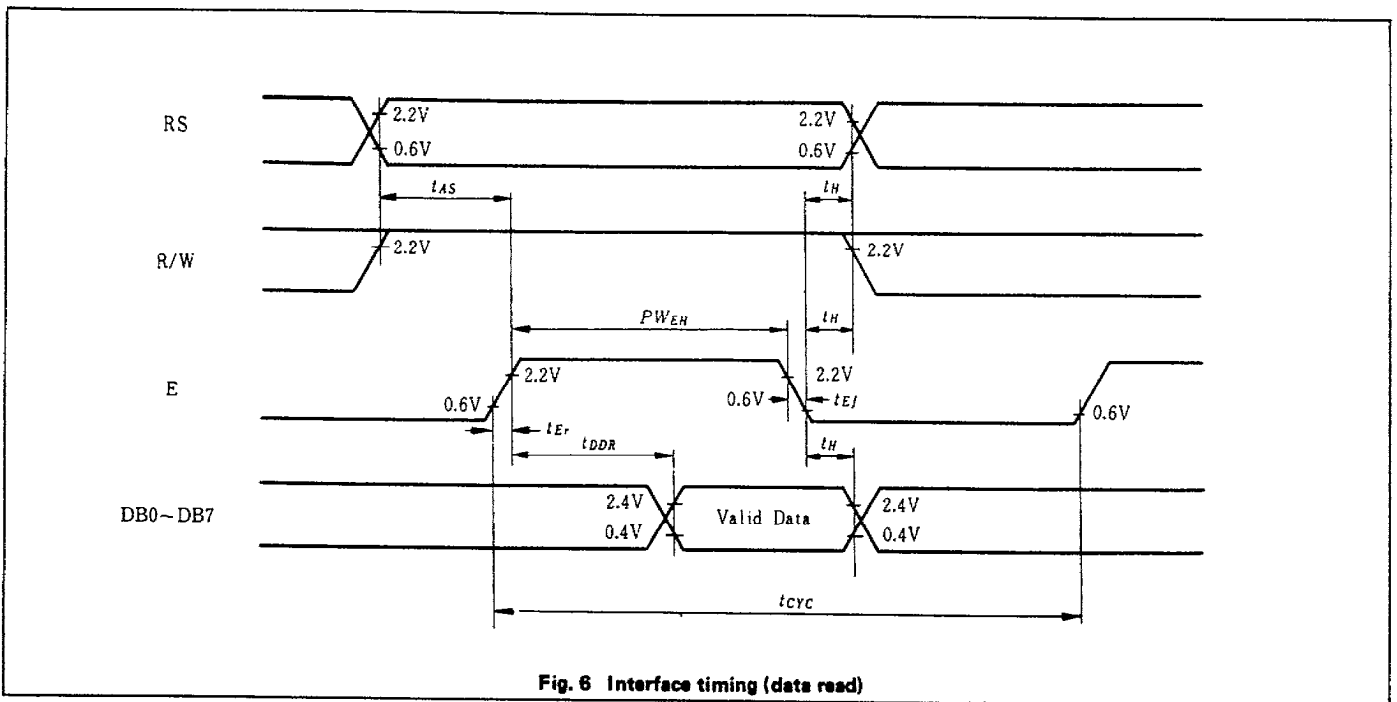 RS
2.2V
2.2V
0.6V
0.6V
tAS
tH
R/W
2.2V
2.2V
PWEH
tH
E
2.2V
2.2V
0.6V
0.6V
tEf
0.6V
tEr
tDDR
tH
DB0~DB7
2.4V
Valid Data
2.4V
0.4V
0.4V
tCYC
Fig. 6 Interface timing (data read)